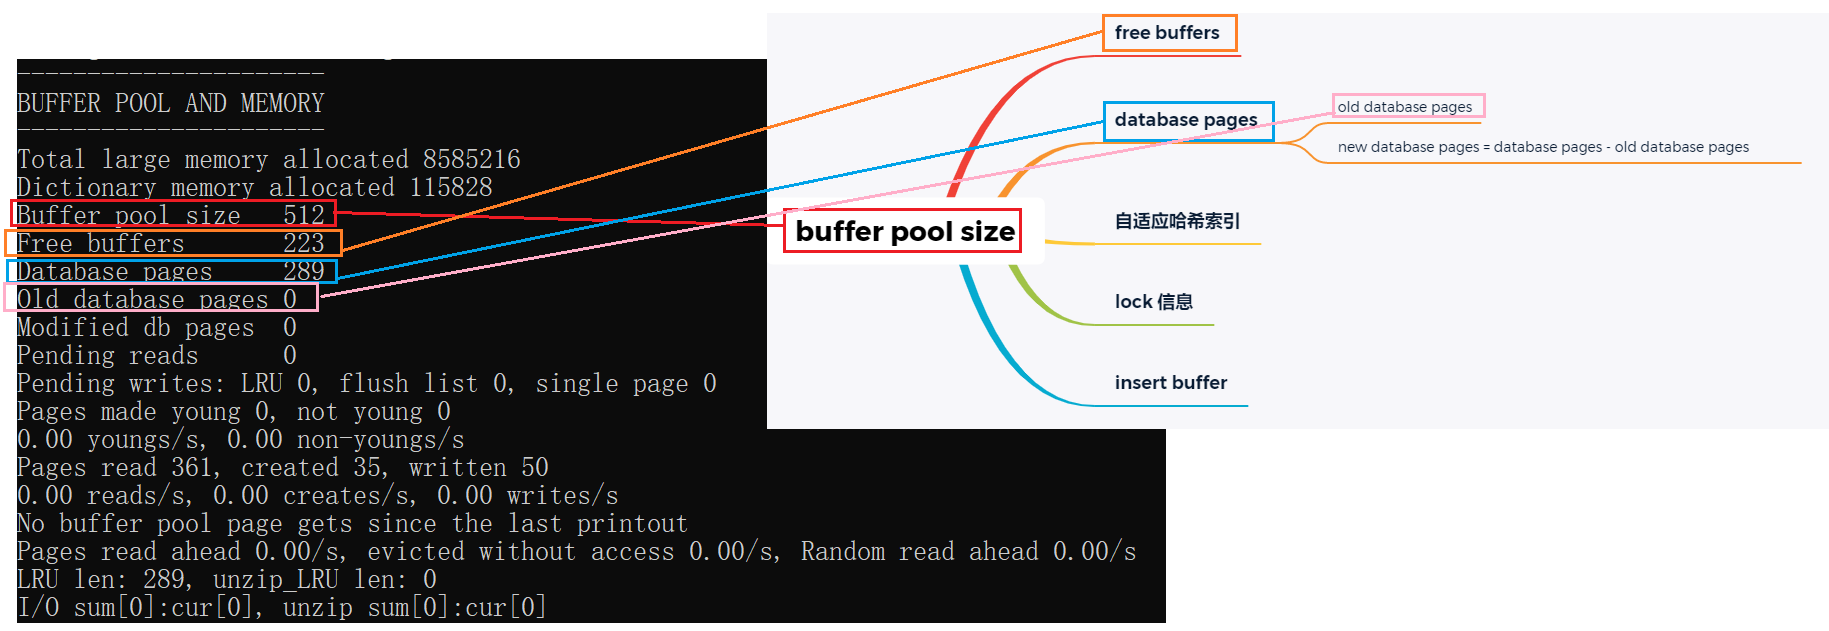 ---------------------
BUFFER POOL AND MEMORY
----------------------
Total large memory allocated 8585216
Dictionary memory allocated 115828
Buffer pool size   512
Free buffers       223
Database pages     289
Old database pages 0
Modified db pages  0
Pending reads      0
Pending writes: LRU 0, flush list 0, single page 0
Pages made young 0, not young 0
0.00 youngs/s, 0.00 non-youngs/s
Pages read 361, created 35, written 50
0.00 reads/s, 0.00 creates/s, 0.00 writes/s
No buffer pool page gets since the last printout
Pages read ahead 0.00/s, evicted without access 0.00/s, Random read ahead 0.00/s
LRU len: 289, unzip_LRU len: 0
I/O sum[0]:cur[0], unzip sum[0]:cur[0]
buffer pool size
free buffers
database pages
old database pages
new database pages = database pages - old database pages
自适应哈希索引
lock 信息
insert buffer